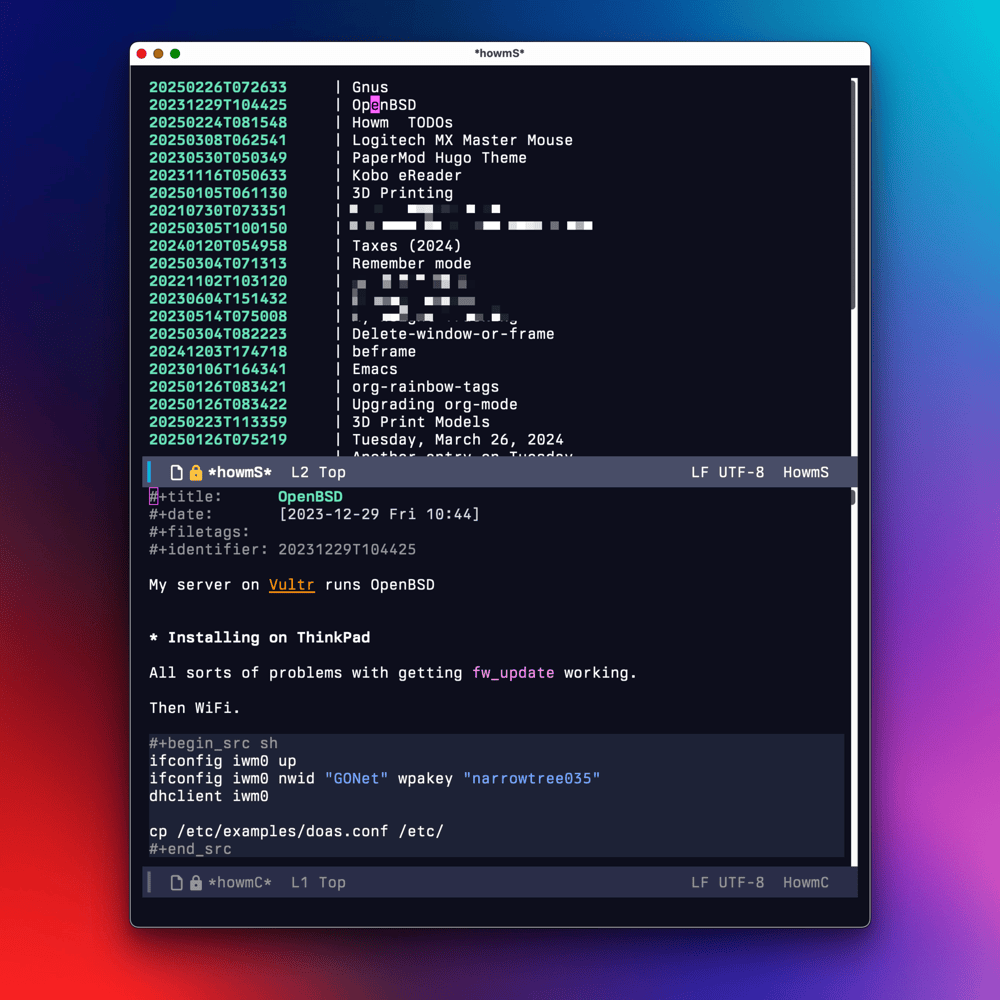 *howmS*
20250226T072633 | Gnus
20231229T104425 | OpenBSD
20250224T081548 | Howm  TODOs
20250308T062541 | Logitech MX Master Mouse
20230530T050349 | PaperMod Hugo Theme
20231116T050633 | Kobo eReader
20250105T061130 | 3D Printing
20210730T073351 |
20250305T100150 |
20240120T054958 | Taxes (2024)
20250304T071313 | Remember mode
20221102T103120 |
20230604T151432 |
20230514T075008 |
20250304T082223 | Delete-window-or-frame
20241203T174718 | beframe
20230106T164341 | Emacs
20250126T083421 | org-rainbow-tags
20250126T083422 | Upgrading org-mode
20250223T113359 | 3D Print Models
20250126T075219 | Tuesday, March 26, 2024
| Another entry on Tuesday
*howmS* L2 Top LF UTF-8 HowmS
#+title: OpenBSD
#+date: [2023-12-29 Fri 10:44]
#+filetags:
#+identifier: 20231229T104425
My server on Vultr runs OpenBSD
* Installing on ThinkPad
All sorts of problems with getting fw_update working.
Then WiFi.
#+begin_src sh
ifconfig iwm0 up
ifconfig iwm0 nwid "GONet" wpakey "narrowtree035"
dhclient iwm0
cp /etc/examples/doas.conf /etc/
#+end_src
*howmC* L1 Top LF UTF-8 HowmC